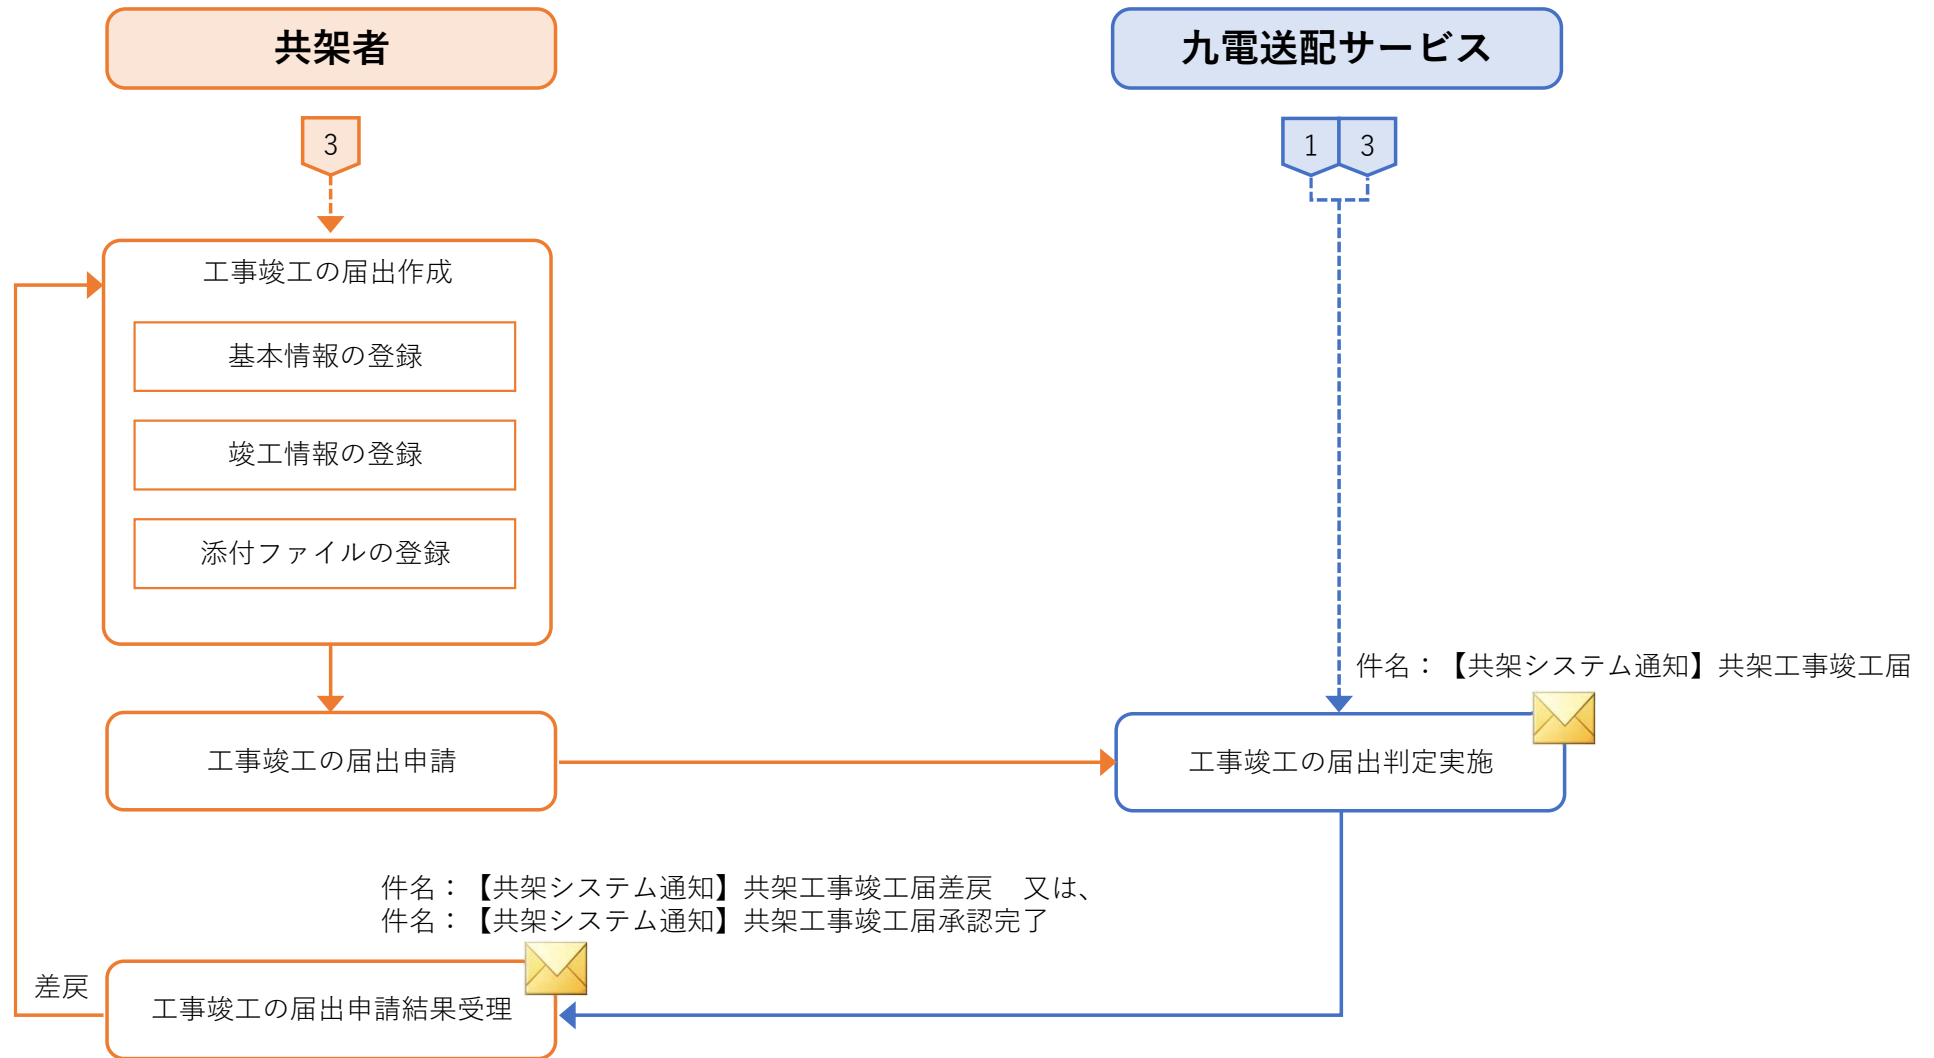 共架者
九電送配サービス
3
1
3
工事竣工の届出作成
基本情報の登録
竣工情報の登録
添付ファイルの登録
件名：【共架システム通知】共架工事竣工届
工事竣工の届出申請
工事竣工の届出判定実施
件名：【共架システム通知】共架工事竣工届差戻　又は、
件名：【共架システム通知】共架工事竣工届承認完了
差戻
工事竣工の届出申請結果受理